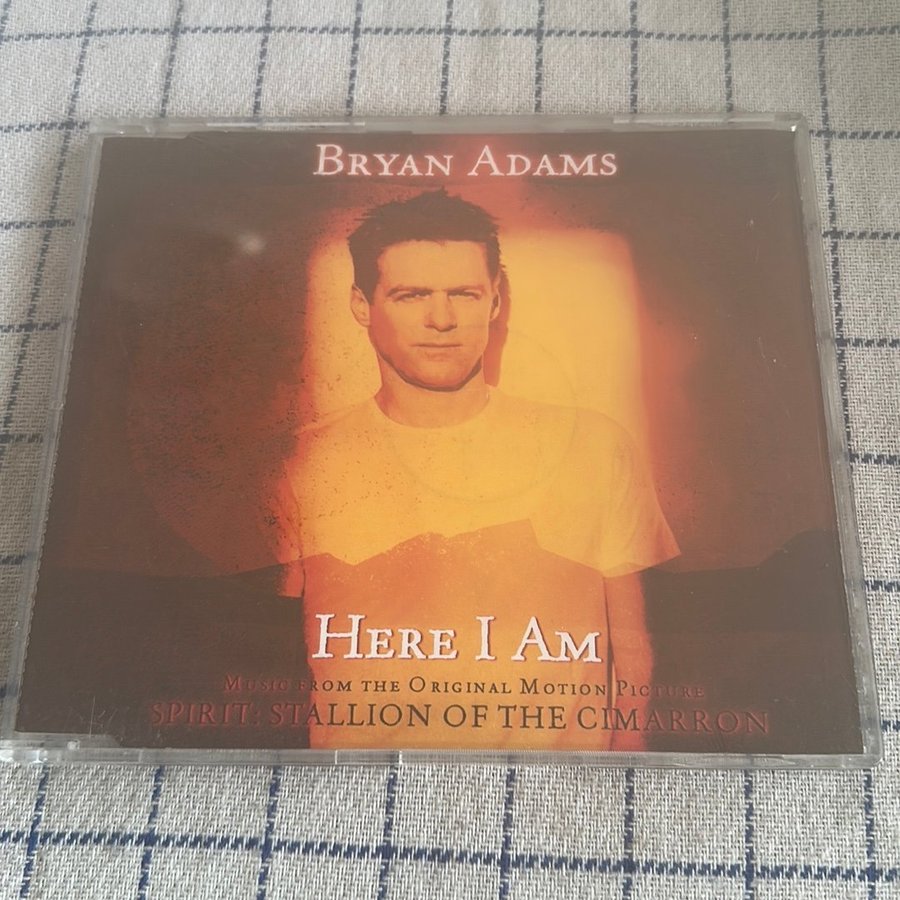 BRYAN ADAMS
HERE I AM
MUSIC FROM THE ORIGINAL MOTION PICTURE
SPIRIT: STALLION OF THE CIMARRON